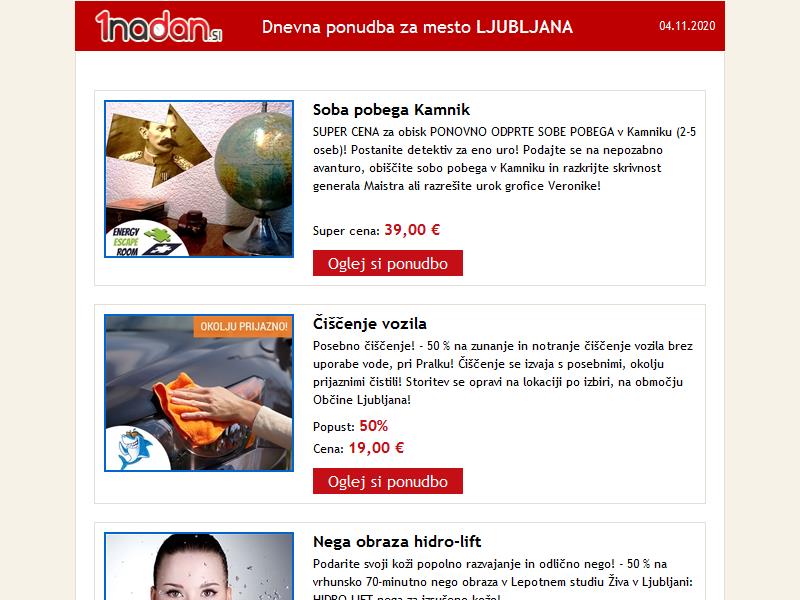 1nadan.si
Dnevna ponudba za mesto LJUBLJANA
04.11.2020
Soba pobega Kamnik
SUPER CENA za obisk PONOVNO ODPRTE SOBE POBEGA v Kamniku (2-5
oseb)! Postanite detektiv za eno uro! Podajte se na nepozabno
avanturo, obiščite sobo pobega v Kamniku in razkrijte skrivnost
generala Maistra ali razrešite urok grofice Veronike!
ENERGY
ESCAPE
ROOM
Super cena: 39,00 €
Oglej si ponudbo
OKOLJU PRIJAZNO!
Čiščenje vozila
Posebno čiščenje! - 50 % na zunanje in notranje čiščenje vozila brez
uporabe vode, pri Pralku! Čiščenje se izvaja s posebnimi, okolju
prijaznimi čistili! Storitev se opravi na lokaciji po izbiri, na območju
Občine Ljubljana!
Popust: 50%
Cena: 19,00 €
Oglej si ponudbo
Nega obraza hidro-lift
Podarite svoji koži popolno razvajanje in odlično nego! - 50 % na
vrhunsko 70-minutno nego obraza v Lepotnem studiu Živa v Ljubljani:
HIDRO-LIFT nega za izsušeno kožo!